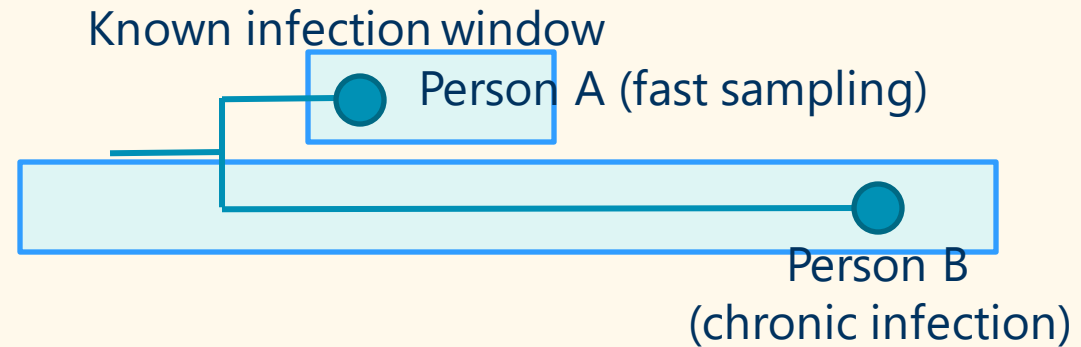 Known infection window
Person A (fast sampling)
Person B
(chronic infection)